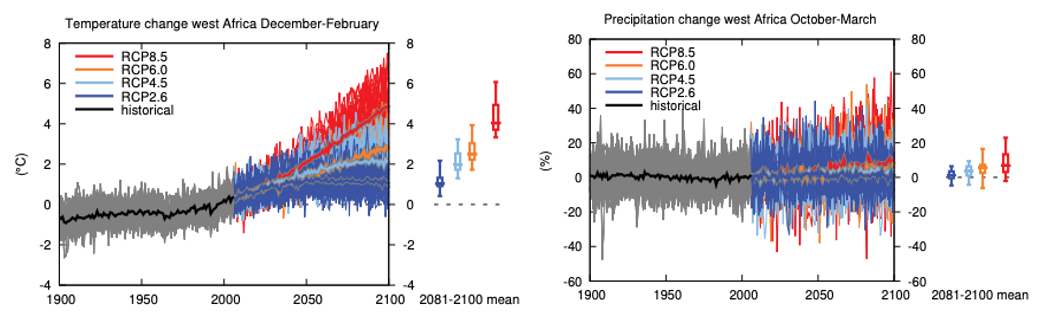 Temperature change west Africa December-February
8
6
4
2
0
-2
-4
(°C)
RCP8.5
RCP6.0
RCP4.5
RCP2.6
historical
8
6
4
2
0
-2
-4
1900 1950 2000 2050 2100
2081-2100 mean
Precipitation change west Africa October-March
80
60
40
20
0
-20
-40
-60
(%)
RCP8.5
RCP6.0
RCP4.5
RCP2.6
historical
80
60
40
20
0
-20
-40
-60
1900 1950 2000 2050 2100
2081-2100 mean